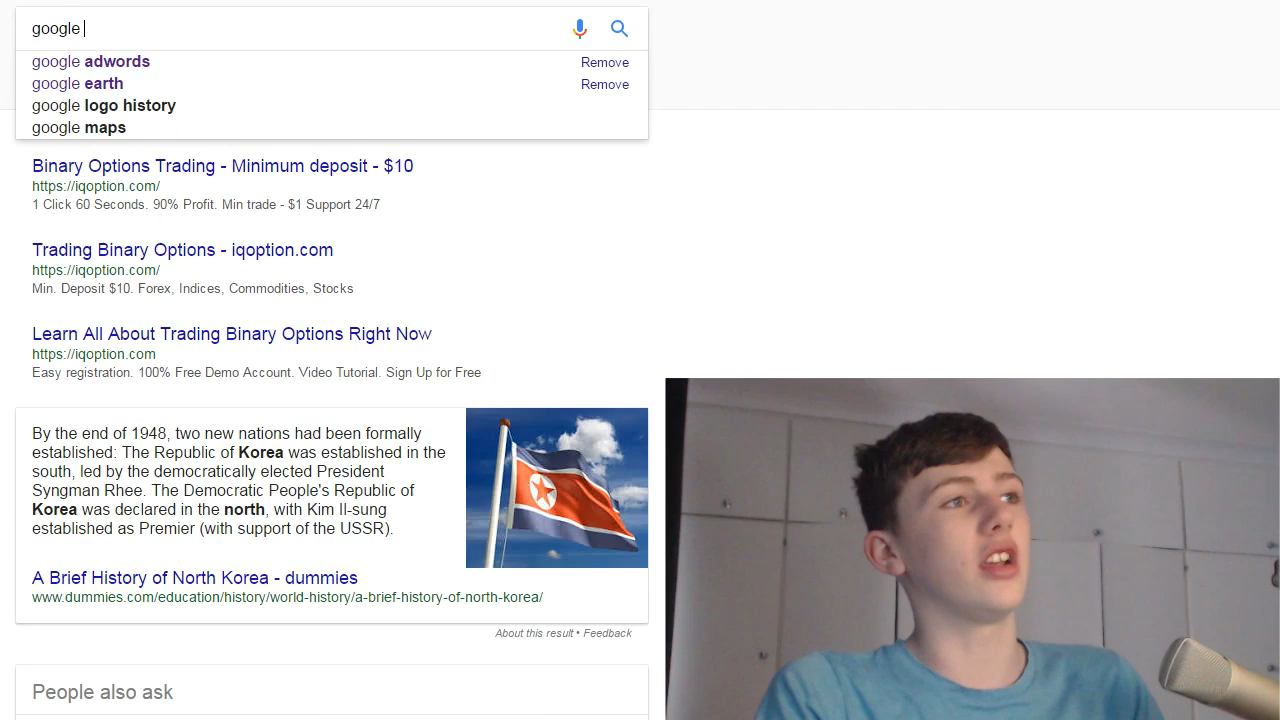 google
google adwords Remove
google earth Remove
google logo history
google maps
Binary Options Trading - Minimum deposit - $10
https://iqoption.com/
1 Click 60 Seconds. 90% Profit. Min trade - $1 Support 24/7
Trading Binary Options - iqoption.com
https://iqoption.com/
Min. Deposit $10. Forex, Indices, Commodities, Stocks
Learn All About Trading Binary Options Right Now
https://iqoption.com
Easy registration. 100% Free Demo Account. Video Tutorial. Sign Up for Free
By the end of 1948, two new nations had been formally
established: The Republic of Korea was established in the
south, led by the democratically elected President
Syngman Rhee. The Democratic People's Republic of
Korea was declared in the north, with Kim Il-sung
established as Premier (with support of the USSR).
A Brief History of North Korea - dummies
www.dummies.com/education/history/world-history/a-brief-history-of-north-korea/
About this result • Feedback
People also ask